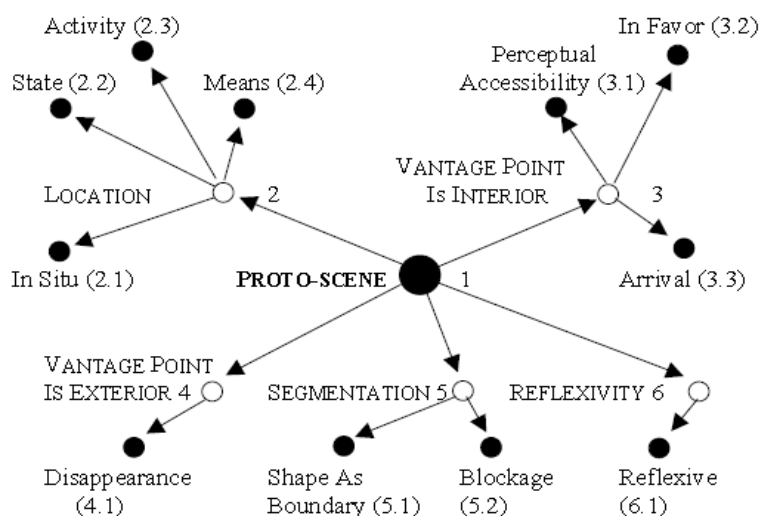 Activity (2.3)
In Favor (3.2)
State (2.2)
Means (2.4)
Perceptual
Accessibility (3.1)
LOCATION
2
VANTAGE POINT
IS INTERIOR
3
In Situ (2.1)
PROTO-SCENE
1
Arrival (3.3)
VANTAGE POINT
IS EXTERIOR 4
SEGMENTATION 5
REFLEXIVITY 6
Disappearance
(4.1)
Shape As
Boundary (5.1)
Blockage
(5.2)
Reflexive
(6.1)